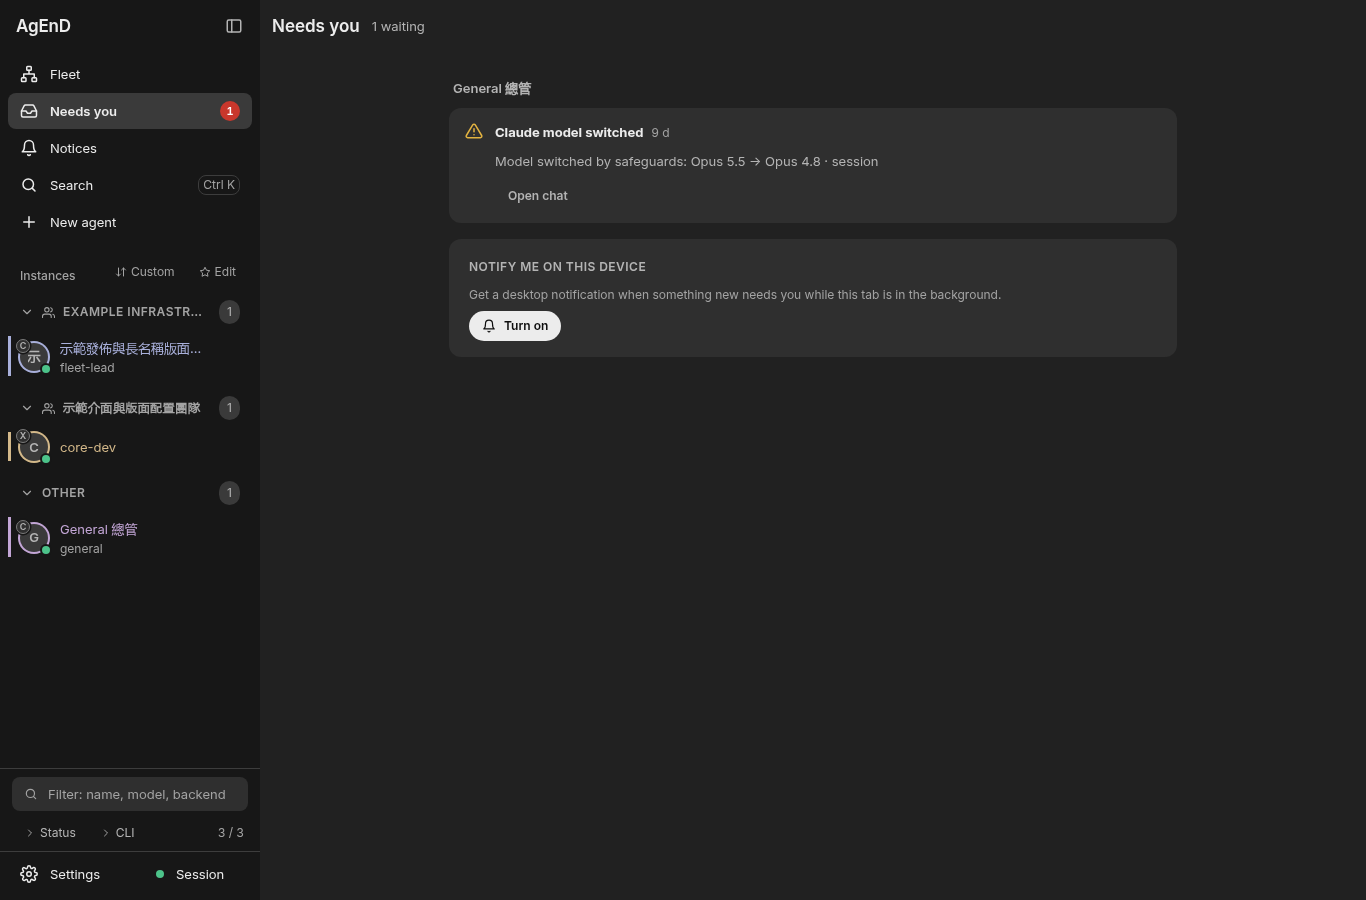 AgEnD
Fleet
Needs you 1
Notices
Search Ctrl K
New agent
Instances Custom Edit
EXAMPLE INFRASTR... 1
C
示
示範發佈與長名稱版面...
fleet-lead
示範介面與版面配置團隊 1
X
C
core-dev
OTHER 1
C
G
General 總管
general
Filter: name, model, backend
Status CLI 3 / 3
Settings Session
Needs you 1 waiting
General 總管
Claude model switched 9 d
Model switched by safeguards: Opus 5.5 → Opus 4.8 · session
Open chat
NOTIFY ME ON THIS DEVICE
Get a desktop notification when something new needs you while this tab is in the background.
Turn on